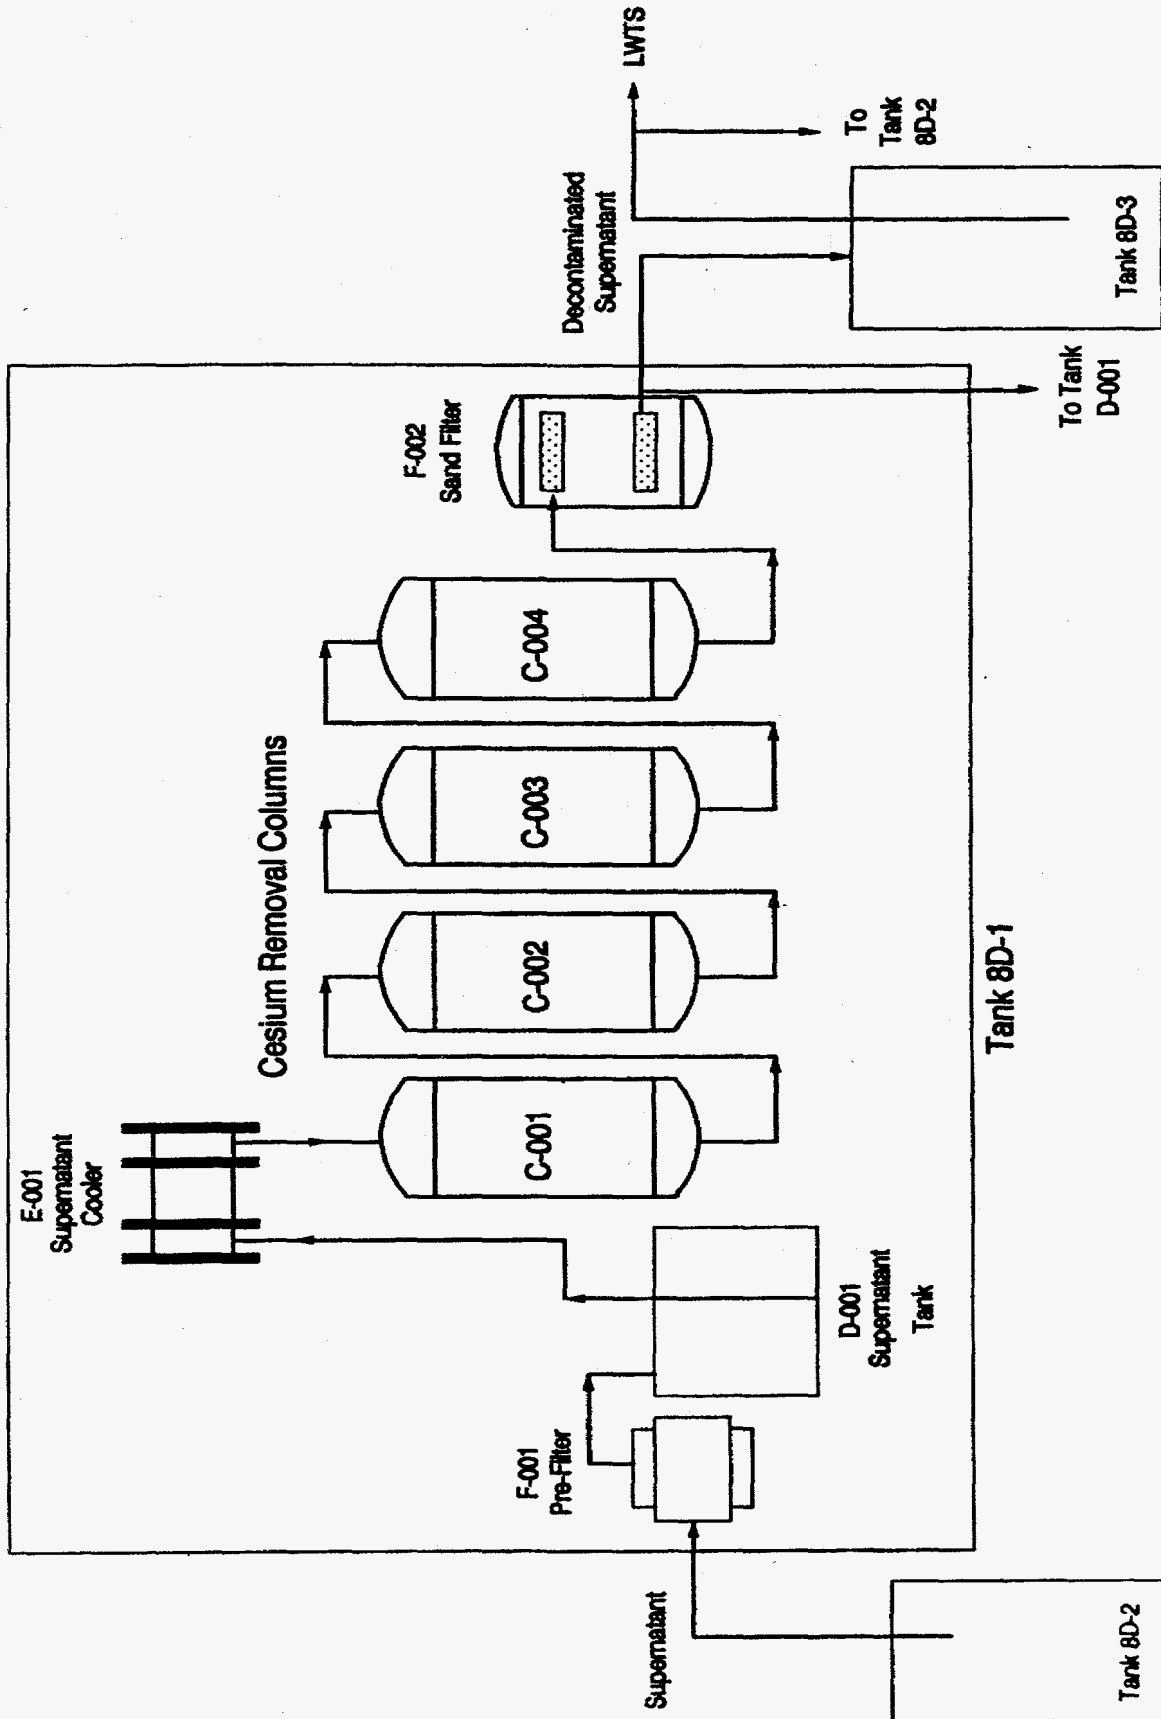 E-001
Supernatant
Cooler
Cesium Removal Columns
F-002
Sand Filter
Decontaminated
Supernatant
LWTS
To
Tank
8D-2
C-001
C-002
C-003
C-004
F-001
Pre-Filter
D-001
Supernatant
Tank
To Tank
D-001
Supernatant
Tank 8D-1
Tank 8D-2
Tank 8D-3